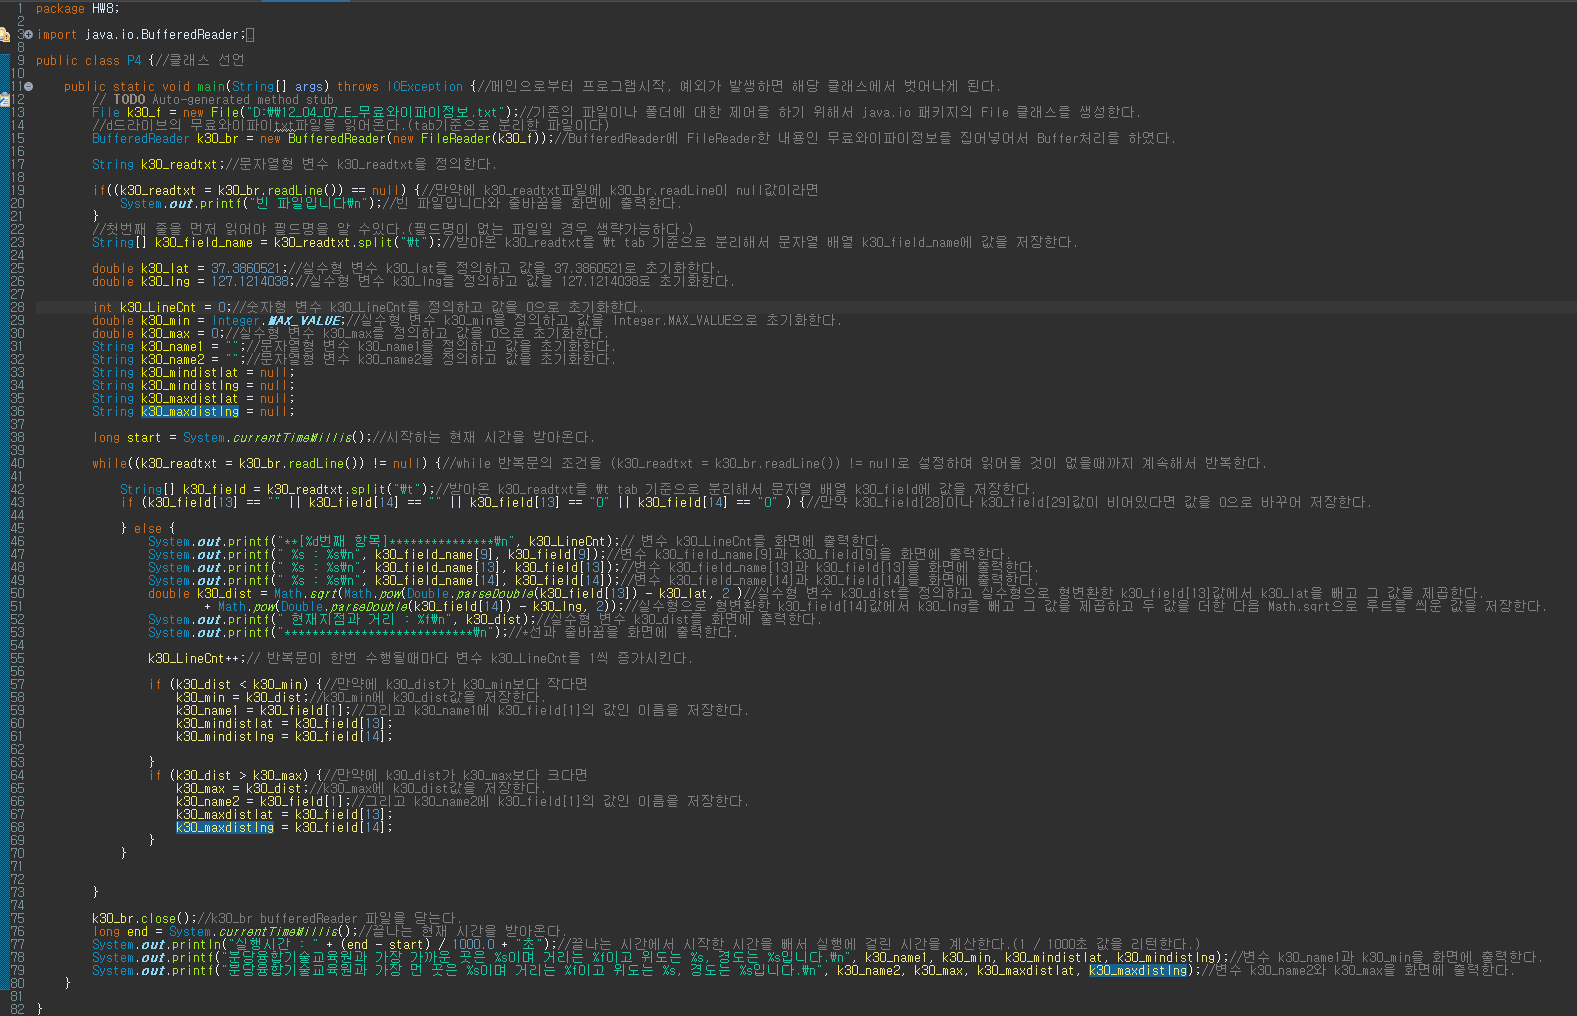 1 package HW8;
2
3 import java.io.BufferedReader;
8
9 public class P4 {//클래스 선언
10
11 public static void main(String[] args) throws IOException {//메인으로부터 프로그램시작, 예외가 발생하면 해당 클래스에서 벗어나게 된다.
12 // TODO Auto-generated method stub
13 File k30_f = new File("D:₩₩12_04_07_E_무료와이파이정보.txt");//기존의 파일이나 폴더에 대한 제어를 하기 위해서 java.io 패키지의 File 클래스를 생성한다.
14 //d드라이브의 무료와이파이txt파일을 읽어온다.(tab기준으로 분리한 파일이다)
15 BufferedReader k30_br = new BufferedReader(new FileReader(k30_f));//BufferedReader에 FileReader한 내용인 무료와이파이정보를 집어넣어서 Buffer처리를 하였다.
16
17 String k30_readtxt;//문자열형 변수 k30_readtxt을 정의한다.
18
19 if((k30_readtxt = k30_br.readLine()) == null) {//만약에 k30_readtxt파일에 k30_br.readLine이 null값이라면
20 System.out.printf("빈 파일입니다₩n");//빈 파일입니다와 줄바꿈을 화면에 출력한다.
21 }
22 //첫번째 줄을 먼저 읽어야 필드명을 알 수있다.(필드명이 없는 파일일 경우 생략가능하다.)
23 String[] k30_field_name = k30_readtxt.split("₩t");//받아온 k30_readtxt를 ₩t tab 기준으로 분리해서 문자열 배열 k30_field_name에 값을 저장한다.
24
25 double k30_lat = 37.3860521;//실수형 변수 k30_lat를 정의하고 값을 37.3860521로 초기화한다.
26 double k30_lng = 127.1214038;//실수형 변수 k30_lng을 정의하고 값을 127.1214038로 초기화한다.
27
28 int k30_LineCnt = 0;//숫자형 변수 k30_LineCnt를 정의하고 값을 0으로 초기화한다.
29 double k30_min = Integer.MAX_VALUE;//실수형 변수 k30_min을 정의하고 값을 Integer.MAX_VALUE으로 초기화한다.
30 double k30_max = 0;//실수형 변수 k30_max를 정의하고 값을 0으로 초기화한다.
31 String k30_name1 = "";//문자열형 변수 k30_name1을 정의하고 값을 초기화한다.
32 String k30_name2 = "";//문자열형 변수 k30_name2을 정의하고 값을 초기화한다.
33 String k30_mindistlat = null;
34 String k30_mindistlng = null;
35 String k30_maxdistlat = null;
36 String k30_maxdistlng = null;
37
38 long start = System.currentTimeMillis();//시작하는 현재 시간을 받아온다.
39
40 while((k30_readtxt = k30_br.readLine()) != null) {//while 반복문의 조건을 (k30_readtxt = k30_br.readLine()) != null로 설정하여 읽어올 것이 없을때까지 계속해서 반복한다.
41
42 String[] k30_field = k30_readtxt.split("₩t");//받아온 k30_readtxt를 ₩t tab 기준으로 분리해서 문자열 배열 k30_field에 값을 저장한다.
43 if (k30_field[13] == "" || k30_field[14] == "" || k30_field[13] == "0" || k30_field[14] == "0" ) {//만약 k30_field[28]이나 k30_field[29]값이 비어있다면 값을 0으로 바꾸어 저장한다.
44
45 } else {
46 System.out.printf("**[%d번째 항목]***************₩n", k30_LineCnt);// 변수 k30_LineCnt를 화면에 출력한다.
47 System.out.printf(" %s : %s₩n", k30_field_name[9], k30_field[9]);//변수 k30_field_name[9]과 k30_field[9]을 화면에 출력한다.
48 System.out.printf(" %s : %s₩n", k30_field_name[13], k30_field[13]);//변수 k30_field_name[13]과 k30_field[13]을 화면에 출력한다.
49 System.out.printf(" %s : %s₩n", k30_field_name[14], k30_field[14]);//변수 k30_field_name[14]과 k30_field[14]을 화면에 출력한다.
50 double k30_dist = Math.sqrt(Math.pow(Double.parseDouble(k30_field[13]) - k30_lat, 2 )//실수형 변수 k30_dist를 정의하고 실수형으로 형변환한 k30_field[13]값에서 k30_lat을 빼고 그 값을 제곱한다.
51 + Math.pow(Double.parseDouble(k30_field[14]) - k30_lng, 2));//실수형으로 형변환한 k30_field[14]값에서 k30_lng를 빼고 그 값을 제곱하고 두 값을 더한 다음 Math.sqrt으로 루트를 씌운 값을 저장한다.
52 System.out.printf(" 현재지점과 거리 : %f₩n", k30_dist);//실수형 변수 k30_dist를 화면에 출력한다.
53 System.out.printf("***************************₩n");//*선과 줄바꿈을 화면에 출력한다.
54
55 k30_LineCnt++;// 반복문이 한번 수행될때마다 변수 k30_LineCnt를 1씩 증가시킨다.
56
57 if (k30_dist < k30_min) {//만약에 k30_dist가 k30_min보다 작다면
58 k30_min = k30_dist;//k30_min에 k30_dist값을 저장한다.
59 k30_name1 = k30_field[1];//그리고 k30_name1에 k30_field[1]의 값인 이름을 저장한다.
60 k30_mindistlat = k30_field[13];
61 k30_mindistlng = k30_field[14];
62
63 }
64 if (k30_dist > k30_max) {//만약에 k30_dist가 k30_max보다 크다면
65 k30_max = k30_dist;//k30_max에 k30_dist값을 저장한다.
66 k30_name2 = k30_field[1];//그리고 k30_name2에 k30_field[1]의 값인 이름을 저장한다.
67 k30_maxdistlat = k30_field[13];
68 k30_maxdistlng = k30_field[14];
69 }
70 }
71
72
73 }
74
75 k30_br.close();//k30_br bufferedReader 파일을 닫는다.
76 long end = System.currentTimeMillis();//끝나는 현재 시간을 받아온다.
77 System.out.println("실행시간 : " + (end - start) / 1000.0 + "초");//끝나는 시간에서 시작한 시간을 빼서 실행에 걸린 시간을 계산한다.(1 / 1000초 값을 리턴한다.)
78 System.out.printf("분당융합기술교육원과 가장 가까운 곳은 %s이며 거리는 %f이고 위도는 %s, 경도는 %s입니다.₩n", k30_name1, k30_min, k30_mindistlat, k30_mindistlng);//변수 k30_name1과 k30_min을 화면에 출력한다.
79 System.out.printf("분당융합기술교육원과 가장 먼 곳은 %s이며 거리는 %f이고 위도는 %s, 경도는 %s입니다.₩n", k30_name2, k30_max, k30_maxdistlat, k30_maxdistlng);//변수 k30_name2와 k30_max을 화면에 출력한다.
80 }
81
82 }